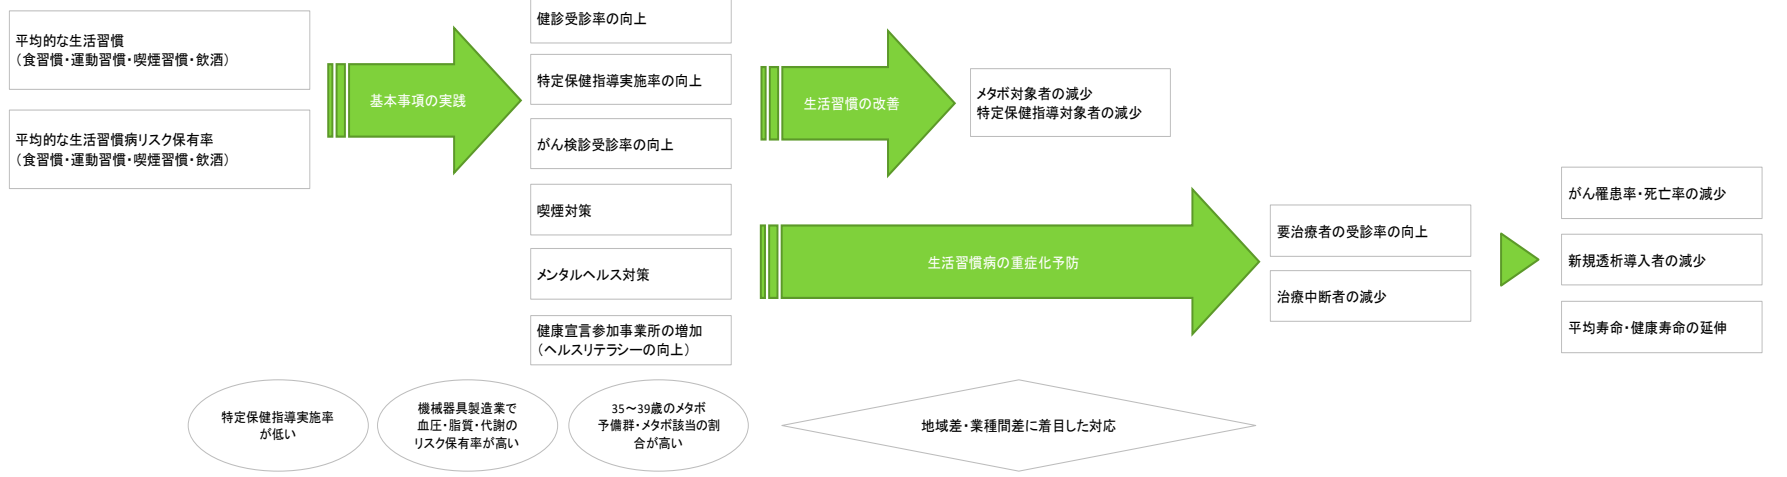 平均的な生活習慣
（食習慣・運動習慣・喫煙習慣・飲酒）
平均的な生活習慣病リスク保有率
（食習慣・運動習慣・喫煙習慣・飲酒）
基本事項の実践
健診受診率の向上
特定保健指導実施率の向上
がん検診受診率の向上
喫煙対策
メンタルヘルス対策
健康宣言参加事業所の増加
（ヘルスリテラシーの向上）
生活習慣の改善
メタボ対象者の減少
特定保健指導対象者の減少
生活習慣病の重症化予防
要治療者の受診率の向上
治療中断者の減少
がん罹患率・死亡率の減少
新規透析導入者の減少
平均寿命・健康寿命の延伸
特定保健指導実施率
が低い
機械器具製造業で
血圧・脂質・代謝の
リスク保有率が高い
35～39歳のメタボ
予備群・メタボ該当の割
合が高い
地域差・業種間差に着目した対応